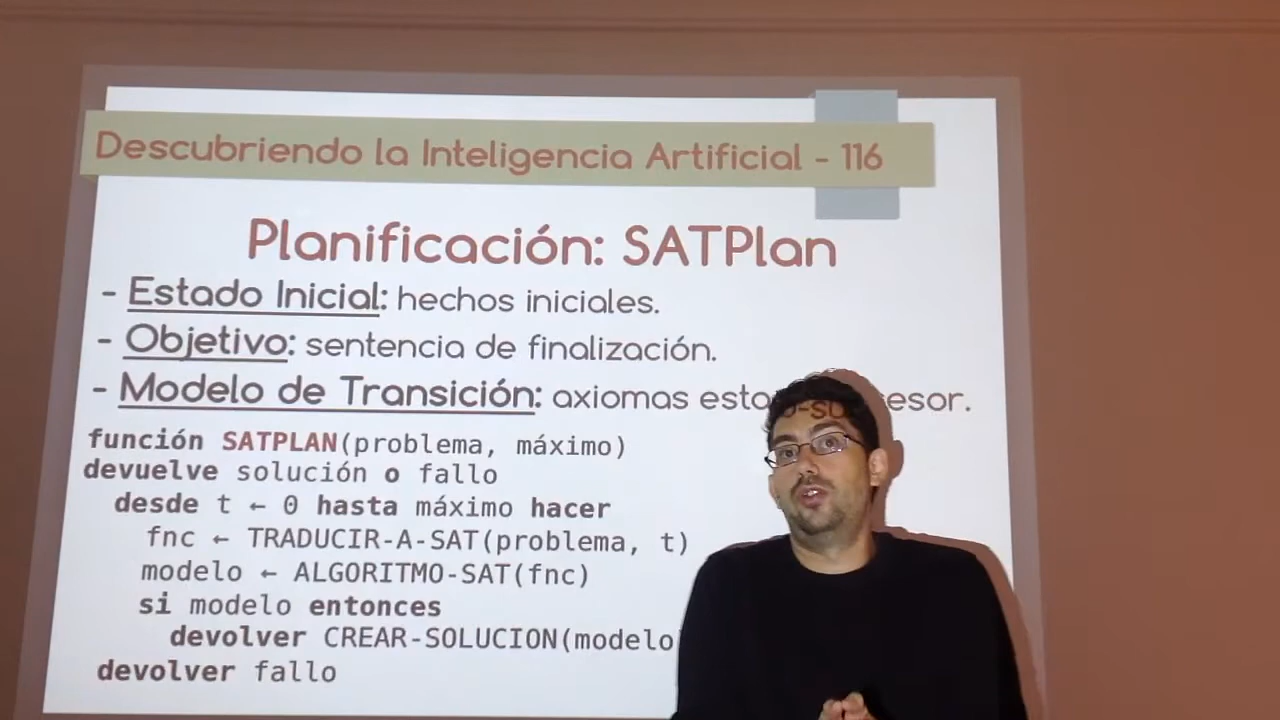 Descubriendo la Inteligencia Artificial - 116
Planificación: SATPlan
- Estado Inicial: hechos iniciales.
- Objetivo: sentencia de finalización.
- Modelo de Transición: axiomas
función SATPLAN(problema, máximo)
devuelve solución o fallo
desde t ← 0 hasta máximo hacer
fnc ← TRADUCIR-A-SAT(problema, t)
modelo ← ALGORITMO-SAT(fnc)
si modelo entonces
devolver CREAR-SOLUCION(modelo
devolver fallo